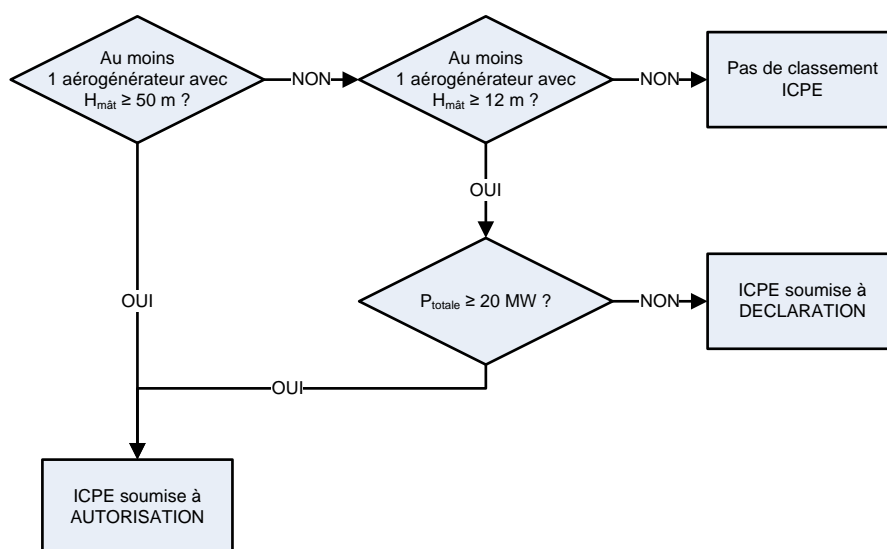 Au moins
1 aérogénérateur avec
Hmât ≥ 50 m ?
NON
Au moins
1 aérogénérateur avec
Hmât ≥ 12 m ?
NON
Pas de classement
ICPE
OUI
OUI
Ptotale ≥ 20 MW ?
NON
ICPE soumise à
DECLARATION
OUI
ICPE soumise à
AUTORISATION